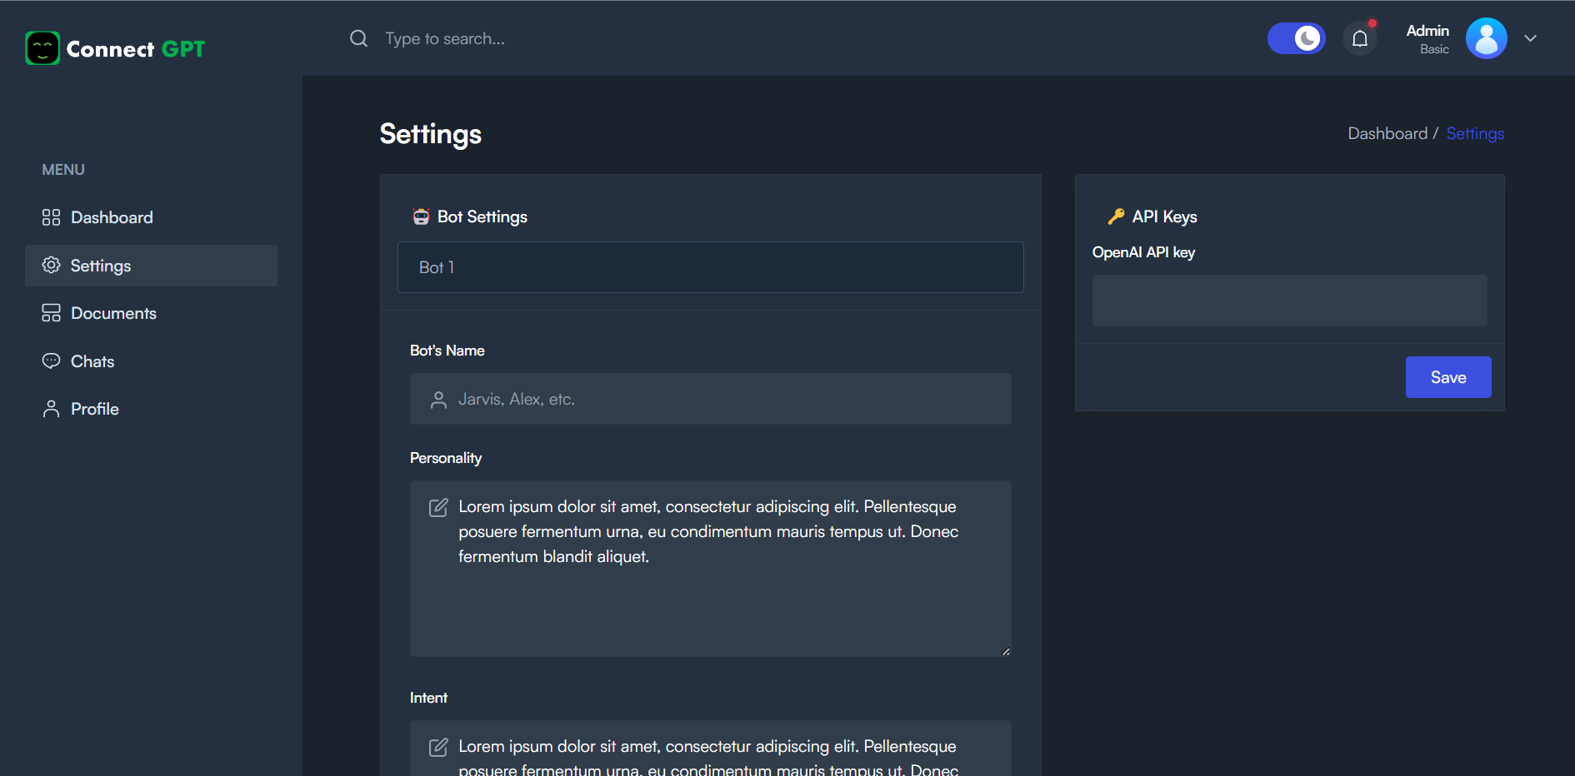 Connect GPT
Type to search...
Admin
Basic
MENU
Dashboard
Settings
Documents
Chats
Profile
Settings
Dashboard / Settings
Bot Settings
Bot 1
Bot's Name
Jarvis, Alex, etc.
Personality
Lorem ipsum dolor sit amet, consectetur adipiscing elit. Pellentesque
posuere fermentum urna, eu condimentum mauris tempus ut. Donec
fermentum blandit aliquet.
Intent
Lorem ipsum dolor sit amet, consectetur adipiscing elit. Pellentesque
posuere fermentum urna, eu condimentum mauris tempus ut. Donec
API Keys
OpenAI API key
Save